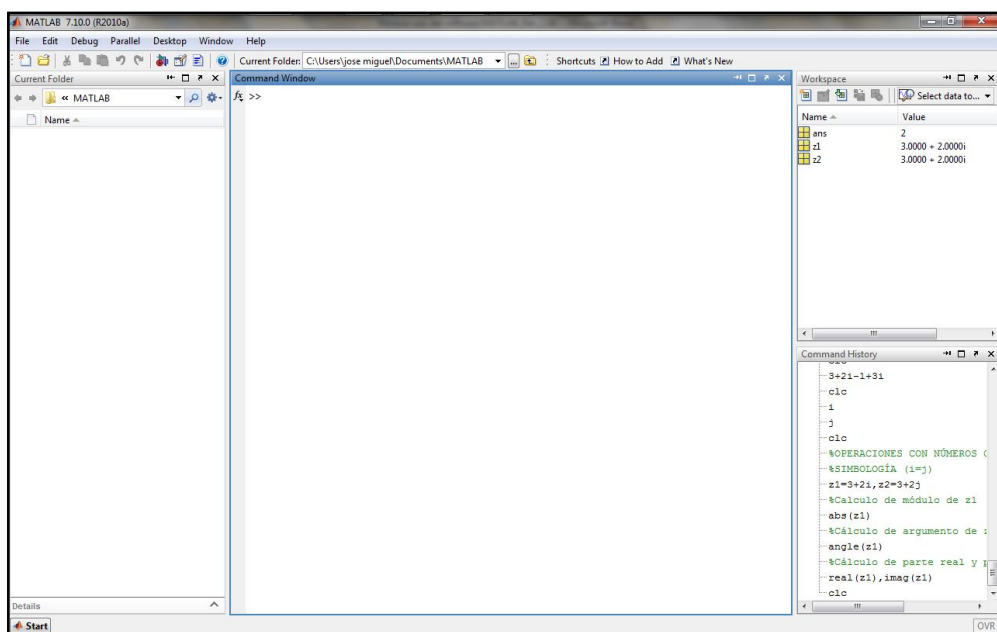 MATLAB 7.10.0 (R2010a)
File Edit Debug Parallel Desktop Window Help
Current Folder: C:\Users\jose miguel\Documents\MATLAB ... Shortcuts How to Add What's New
Current Folder
« MATLAB
Name
Details
Command Window
fx >>
Workspace
Select data to...
Name Value
ans 2
z1 3.0000 + 2.0000i
z2 3.0000 + 2.0000i
Command History
3+2i-1+3i
clc
i
j
clc
%OPERACIONES CON NÚMEROS
%SIMBOLOGÍA (i=j)
z1=3+2i,z2=3+2j
%Calculo de módulo de z1
abs(z1)
%Cálculo de argumento de
angle(z1)
%Cálculo de parte real y
real(z1),imag(z1)
clc
Start
OVR